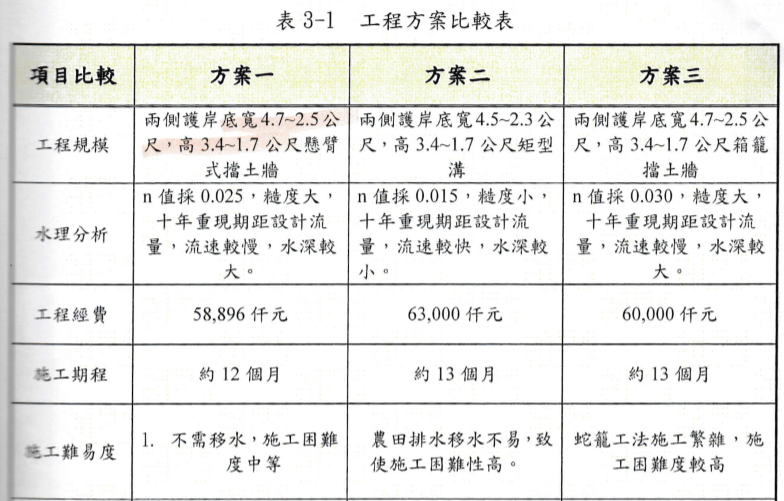 表 3-1 工程方案比較表
項目比較 方案一 方案二 方案三
工程規模
兩側護岸底寬 4.7~2.5 公
尺，高 3.4~1.7 公尺懸臂
式擋土牆
兩側護岸底寬 4.5~2.3 公
尺，高 3.4~1.7 公尺矩型
溝
兩側護岸底寬 4.7~2.5 公
尺，高 3.4~1.7 公尺箱籠
擋土牆
水理分析
n 值採 0.025，糙度大，
十年重現期距設計流
量，流速較慢，水深較
大。
n 值採 0.015，糙度小，
十年重現期距設計流
量，流速較快，水深較
小。
n 值採 0.030，糙度大，
十年重現期距設計流
量，流速較慢，水深較
大。
工程經費 58,896 仟元 63,000 仟元 60,000 仟元
施工期程 約 12 個月 約 13 個月 約 13 個月
施工難易度
1. 不需移水，施工困難
度中等
農田排水移水不易，致
使施工困難性高。
蛇籠工法施工繁雜，施
工困難度較高